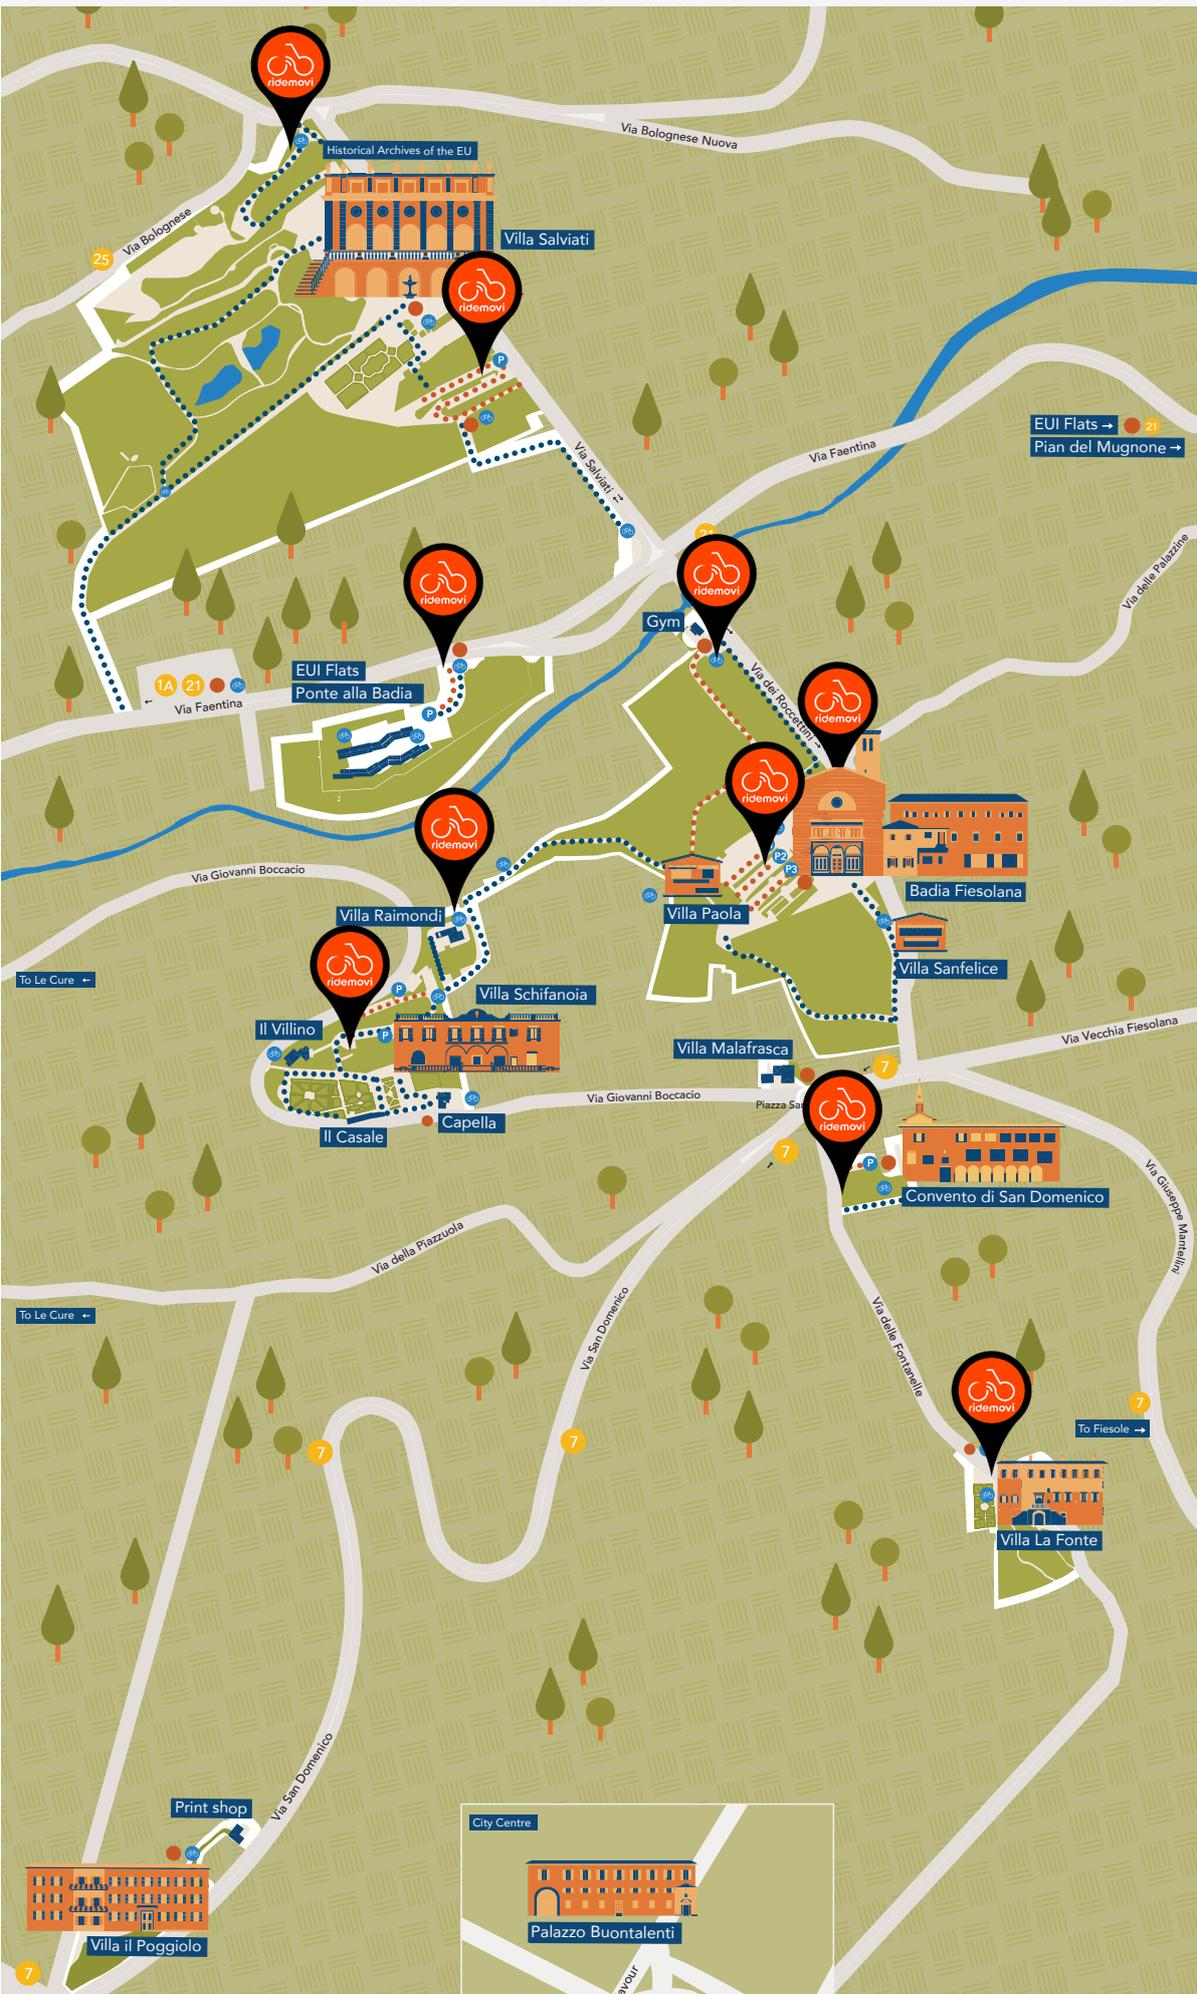 ridemovi
Via Bolognese Nuova
Historical Archives of the EU
Via Bolognese
25
Villa Salviati
ridemovi
P
EUI Flats →
21
Pian del Mugnone →
Via Faentina
Via Salviati
Via delle Palazzine
ridemovi
ridemovi
Gym
EUI Flats
Ponte alla Badia
1A
21
Via Faentina
P
Via dei Roccettini
ridemovi
ridemovi
P2
P3
ridemovi
Via Giovanni Boccacio
Badia Fiesolana
Villa Raimondi
Villa Paola
Villa Sanfelice
To Le Cure ←
ridemovi
P
Villa Schifanoia
Il Villino
P
Via Vecchia Fiesolana
Villa Malafrasca
7
Via Giovanni Boccacio
Piazza
ridemovi
Capella
Il Casale
7
P
Convento di San Domenico
Via Giuseppe Mantellini
Via della Piazzuola
To Le Cure ←
Via San Domenico
Via delle Fontanelle
ridemovi
7
To Fiesole →
7
7
Villa La Fonte
Via San Domenico
Print shop
City Centre
Palazzo Buontalenti
Villa il Poggiolo
7